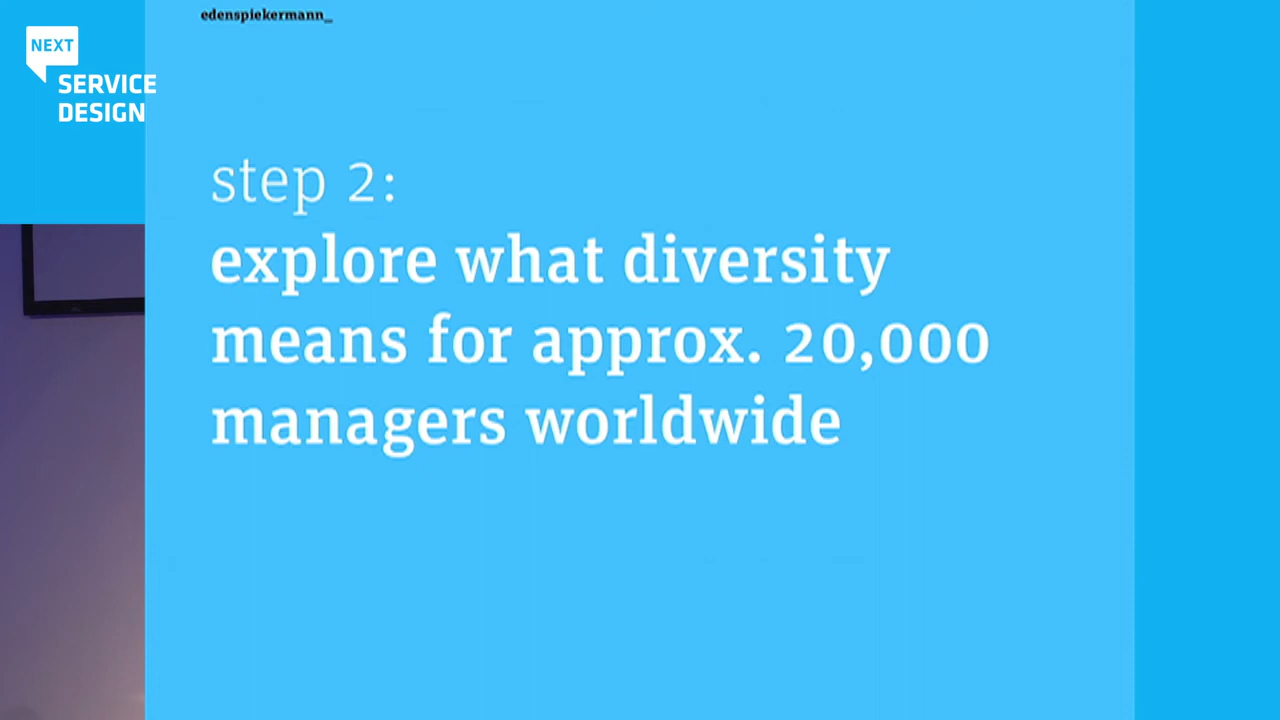 edenspiekermann_
NEXT
SERVICE
DESIGN
step 2:
explore what diversity
means for approx. 20,000
managers worldwide